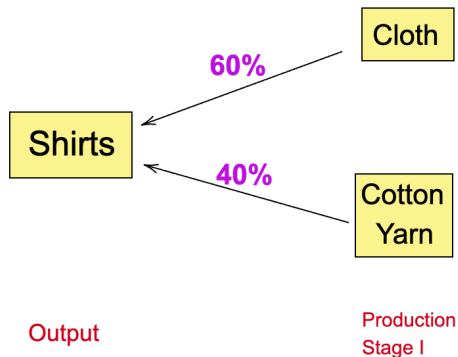 Cloth
60%
Shirts
40%
Cotton
Yarn
Output
Production
Stage I